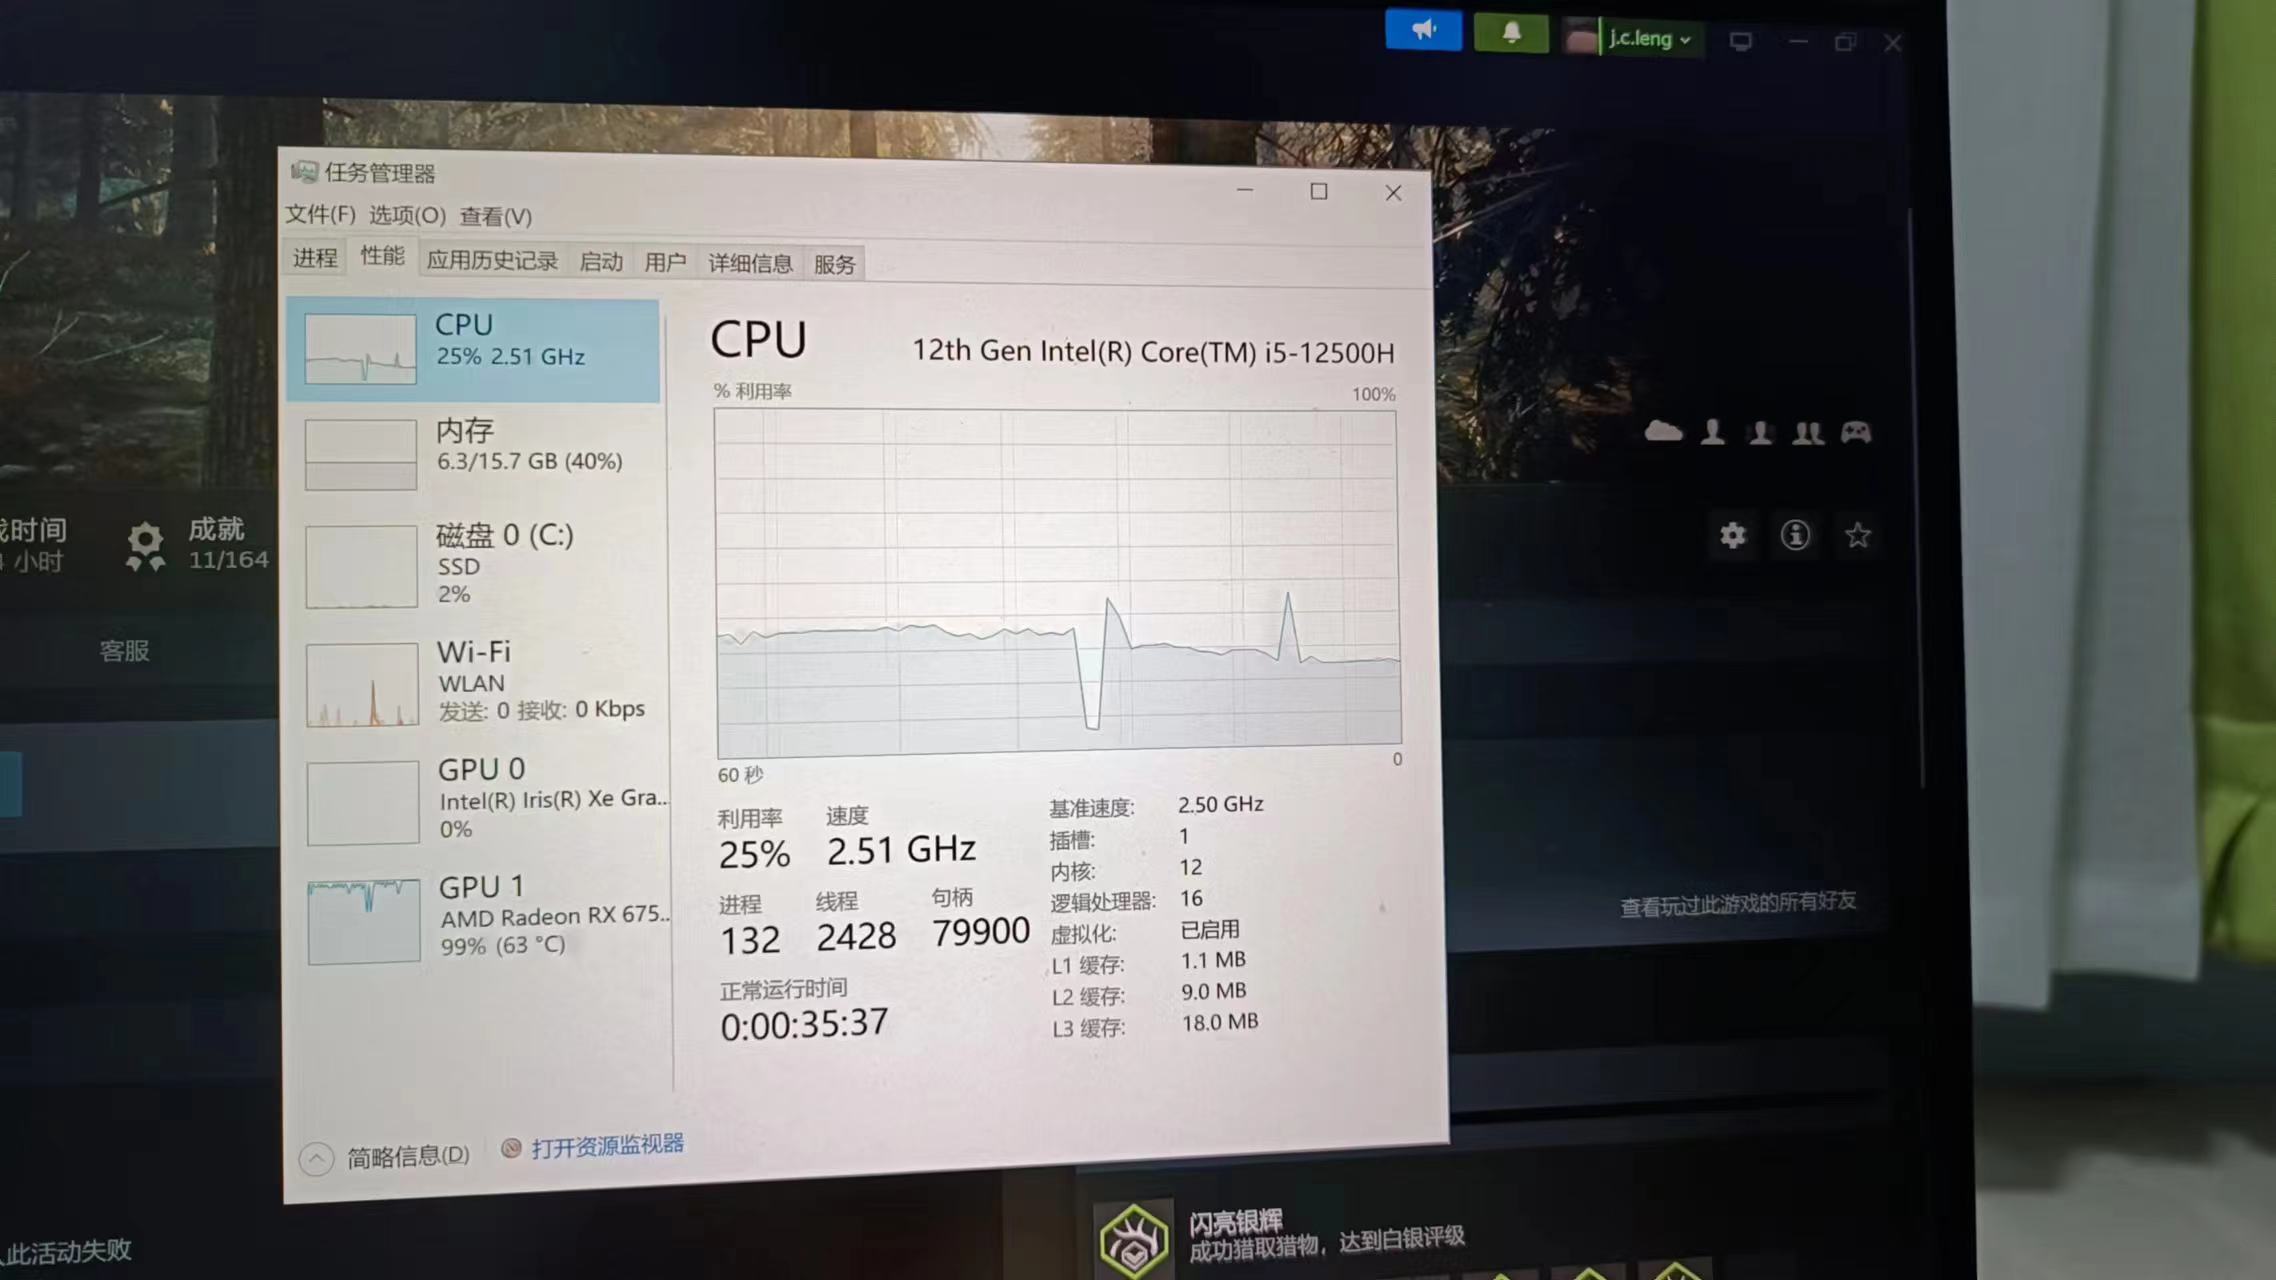 j.c.leng
任务管理器
文件(F) 选项(O) 查看(V)
进程 性能 应用历史记录 启动 用户 详细信息 服务
CPU
25% 2.51 GHz
内存
6.3/15.7 GB (40%)
磁盘 0 (C:)
SSD
2%
Wi-Fi
WLAN
发送: 0 接收: 0 Kbps
GPU 0
Intel(R) Iris(R) Xe Gra...
0%
GPU 1
AMD Radeon RX 675...
99% (63 °C)
CPU
12th Gen Intel(R) Core(TM) i5-12500H
% 利用率
100%
60 秒
0
利用率 速度
25% 2.51 GHz
进程 线程 句柄
132 2428 79900
正常运行时间
0:00:35:37
基准速度: 2.50 GHz
插槽: 1
内核: 12
逻辑处理器: 16
虚拟化: 已启用
L1 缓存: 1.1 MB
L2 缓存: 9.0 MB
L3 缓存: 18.0 MB
简略信息(D) 打开资源监视器
时间
小时
成就
11/164
客服
查看玩过此游戏的所有好友
此活动失败
闪亮银辉
成功猎取猎物，达到白银评级